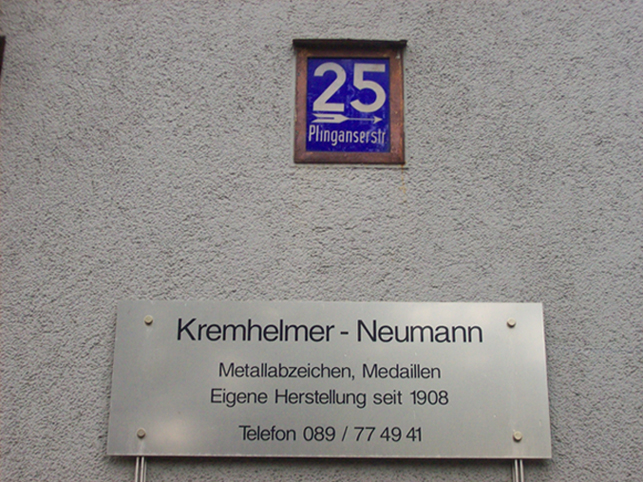 25
Plinganserstr
Kremhelmer - Neumann
Metallabzeichen, Medaillen
Eigene Herstellung seit 1908
Telefon 089 / 77 49 41